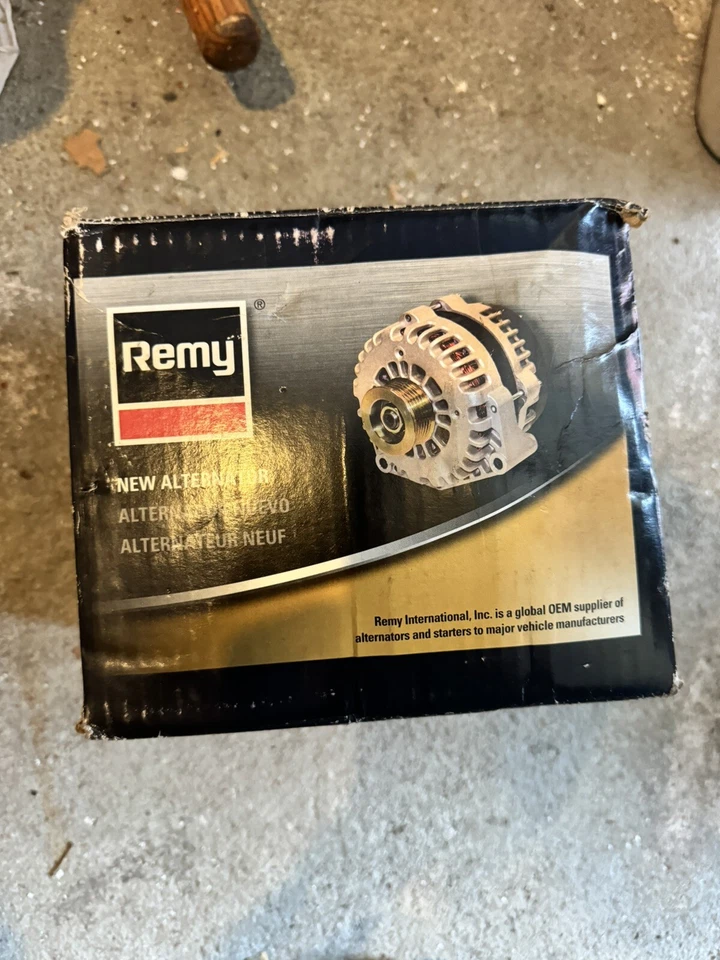 Remy
®
NEW ALTERNATOR
ALTERNADOR NUEVO
ALTERNATEUR NEUF
Remy International, Inc. is a global OEM supplier of
alternators and starters to major vehicle manufacturers